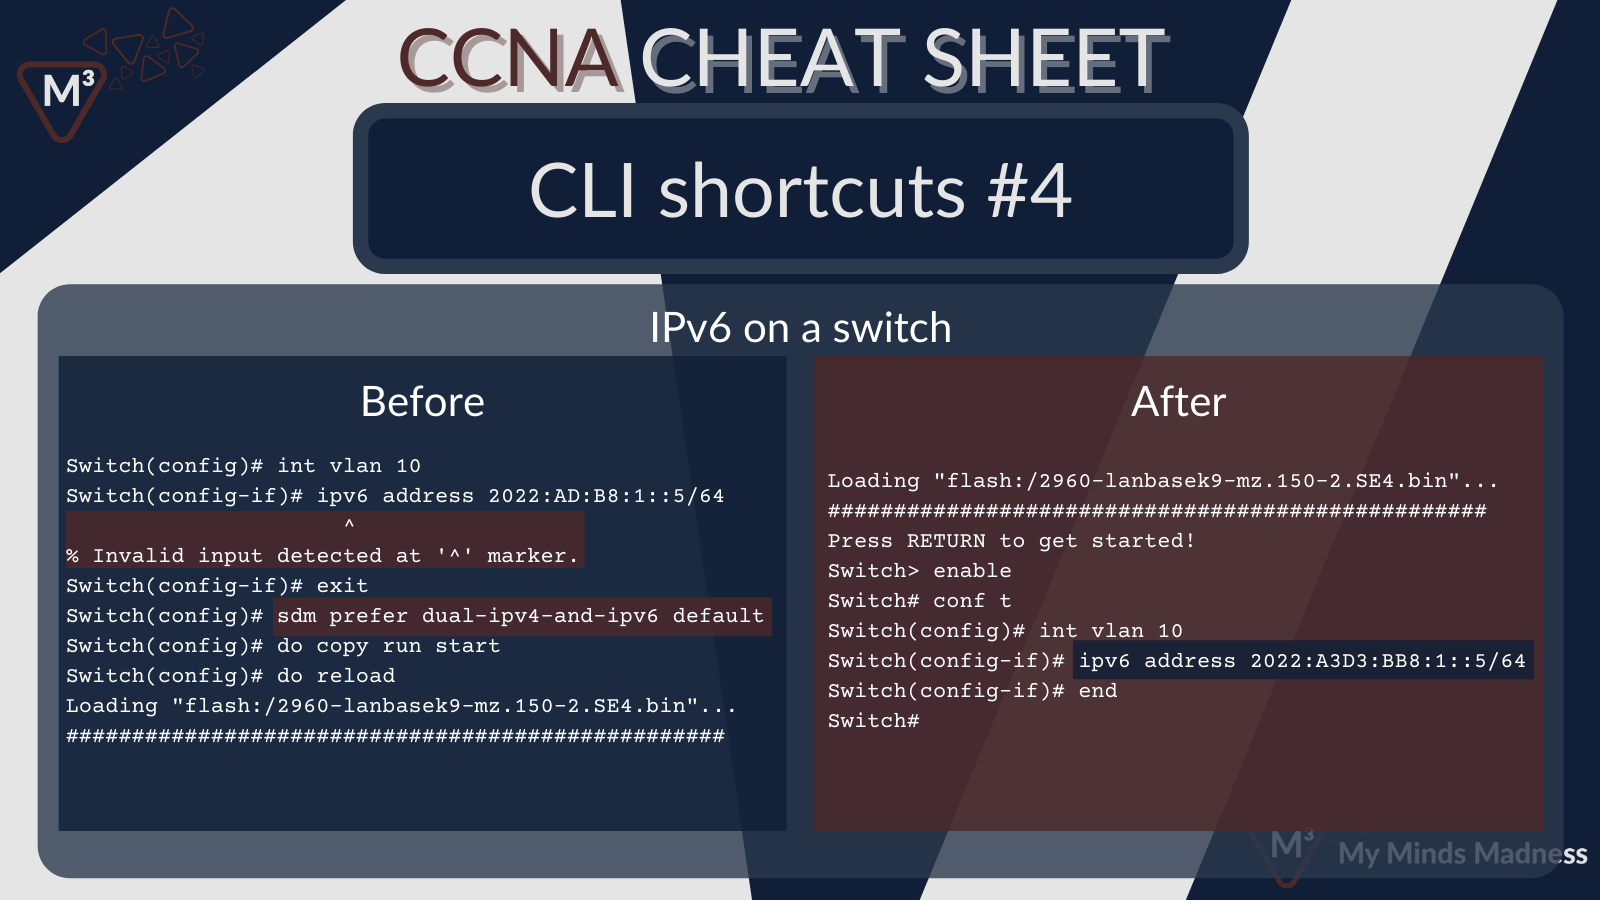 M³
CCNA CHEAT SHEET
CLI shortcuts #4
IPv6 on a switch
Before
Switch(config)# int vlan 10
Switch(config-if)# ipv6 address 2022:AD:B8:1::5/64
^
% Invalid input detected at '^' marker.
Switch(config-if)# exit
Switch(config)# sdm prefer dual-ipv4-and-ipv6 default
Switch(config)# do copy run start
Switch(config)# do reload
Loading "flash:/2960-lanbasek9-mz.150-2.SE4.bin"...
##################################################
After
Loading "flash:/2960-lanbasek9-mz.150-2.SE4.bin"...
##################################################
Press RETURN to get started!
Switch> enable
Switch# conf t
Switch(config)# int vlan 10
Switch(config-if)# ipv6 address 2022:A3D3:BB8:1::5/64
Switch(config-if)# end
Switch#
M³ My Minds Madness